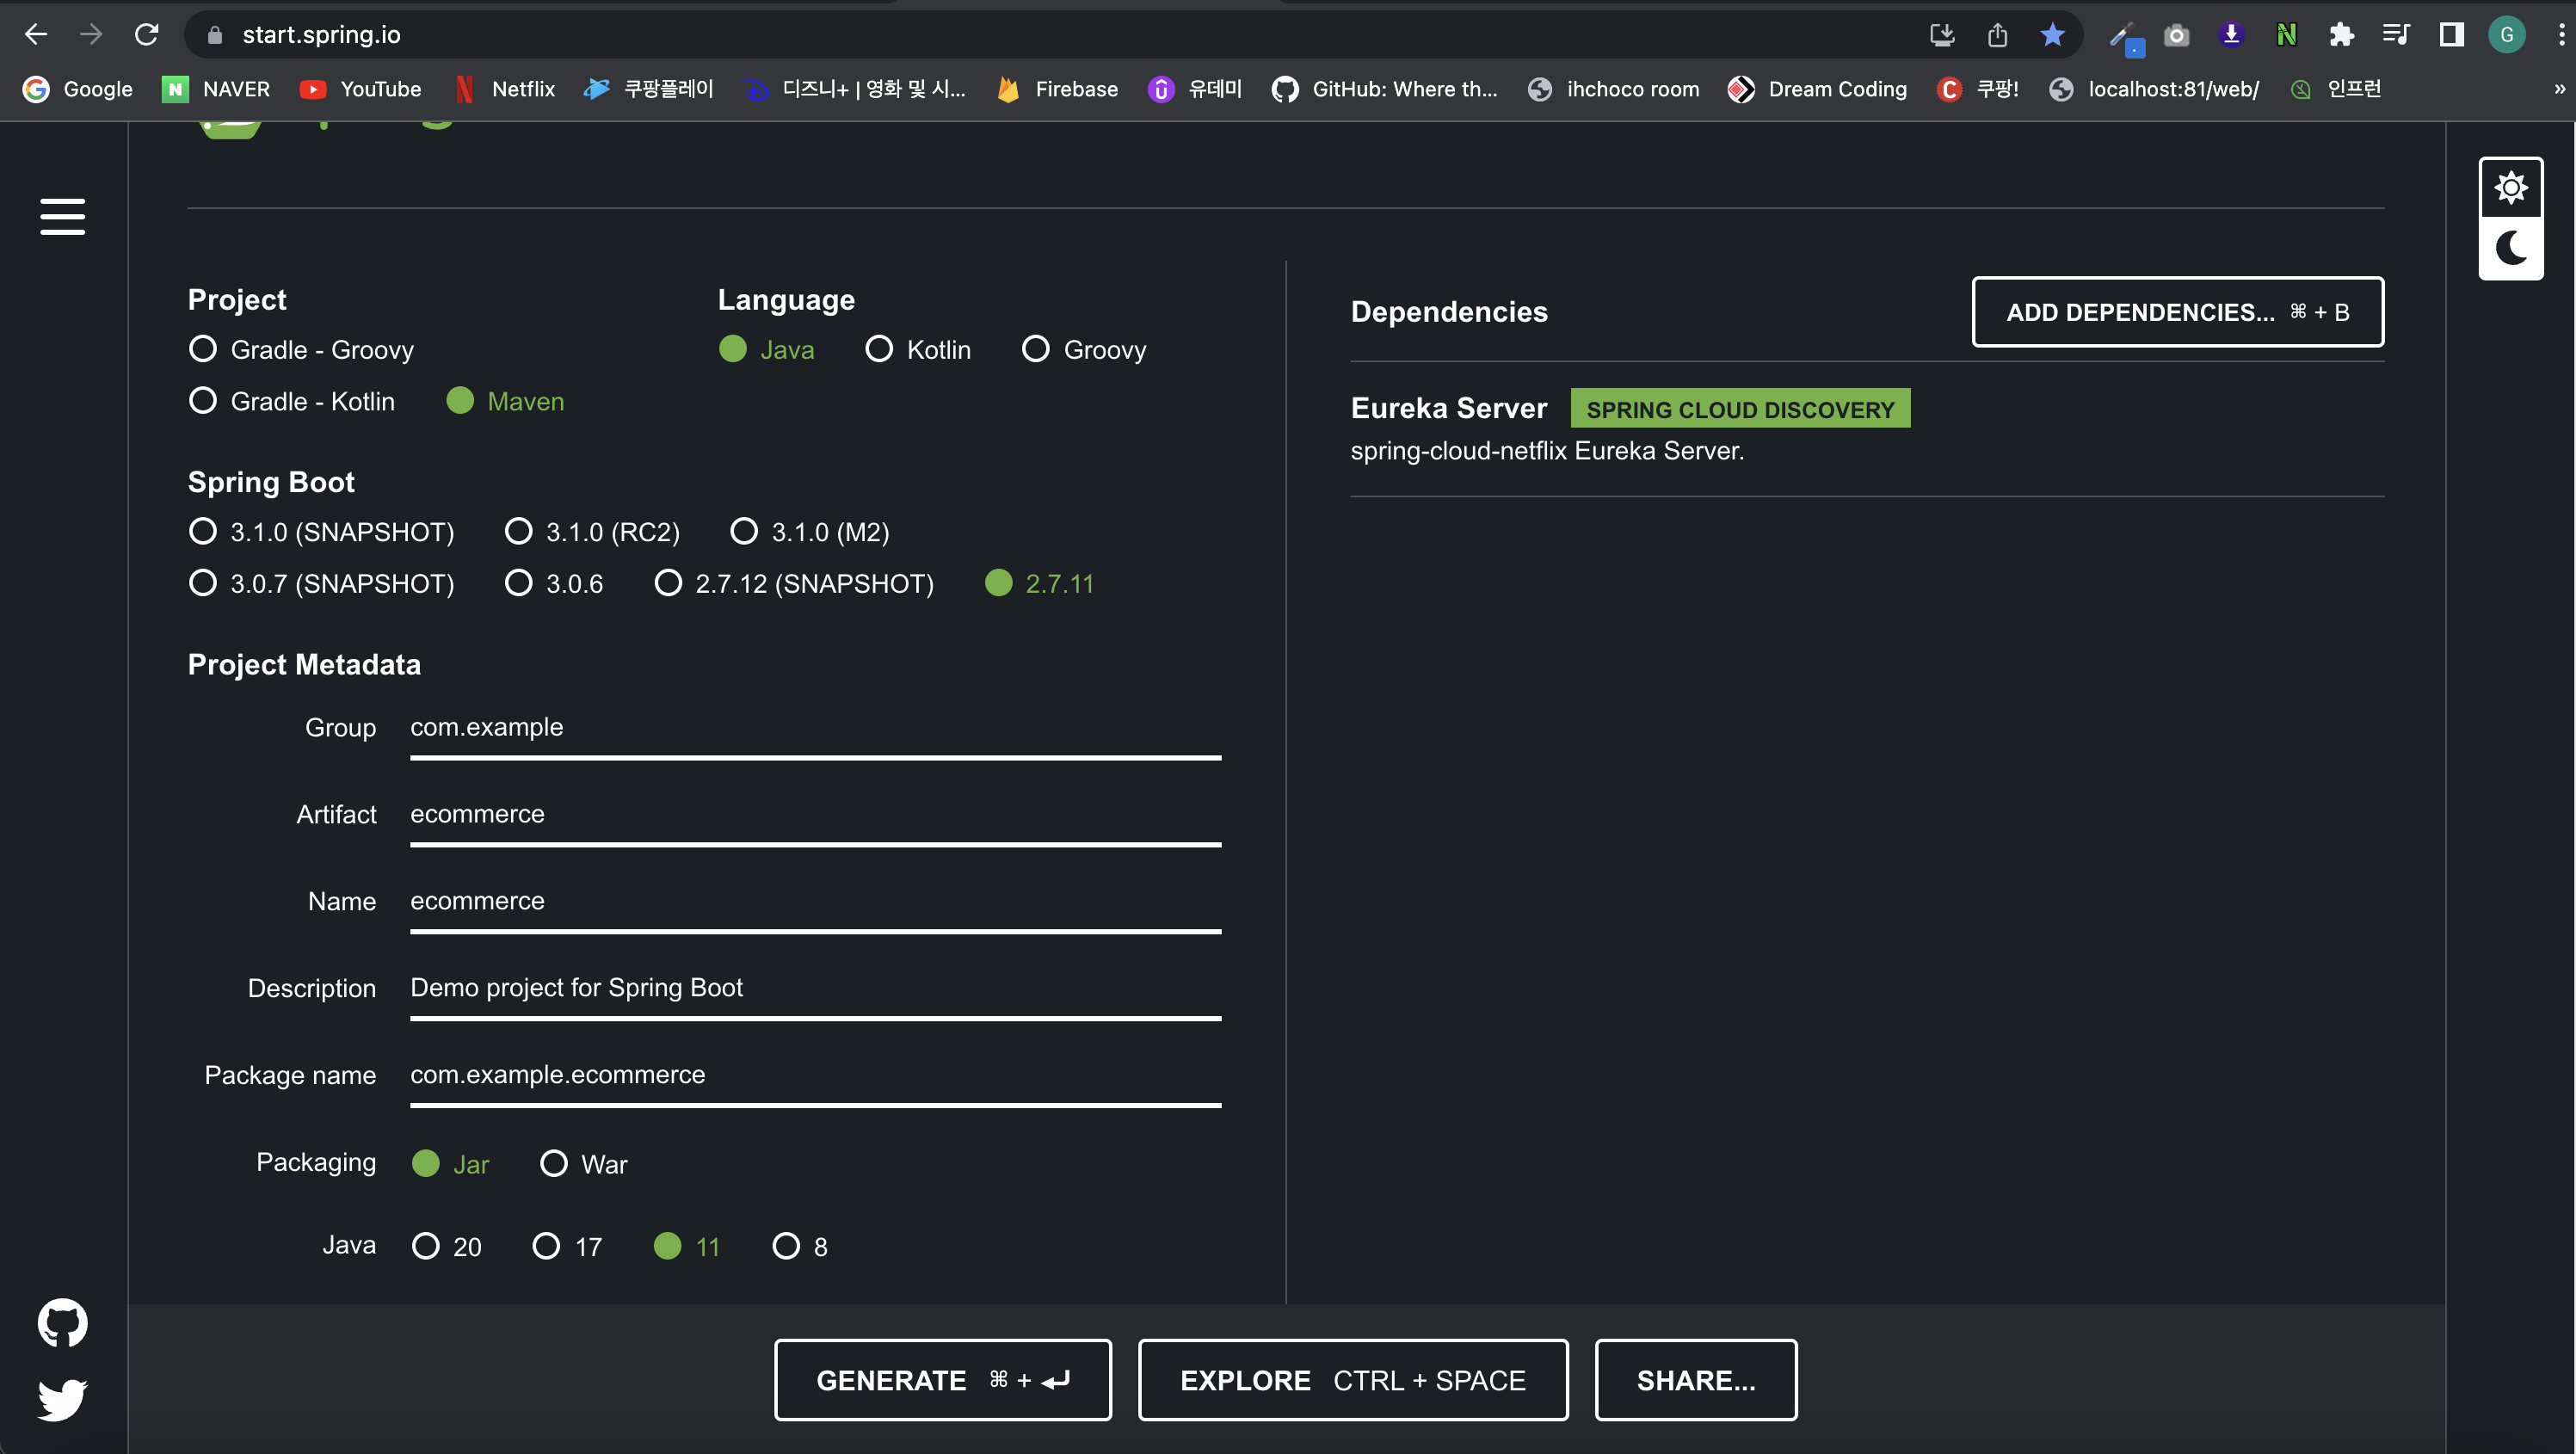 start.spring.io
G
Google NAVER YouTube Netflix 쿠팡플레이 디즈니+ | 영화 및 시... Firebase 유데미 GitHub: Where th... ihchoco room Dream Coding 쿠팡! localhost:81/web/ 인프런 »
Project
Gradle - Groovy
Gradle - Kotlin Maven
Language
Java Kotlin Groovy
Spring Boot
3.1.0 (SNAPSHOT) 3.1.0 (RC2) 3.1.0 (M2)
3.0.7 (SNAPSHOT) 3.0.6 2.7.12 (SNAPSHOT) 2.7.11
Project Metadata
Group com.example
Artifact ecommerce
Name ecommerce
Description Demo project for Spring Boot
Package name com.example.ecommerce
Packaging Jar War
Java 20 17 11 8
Dependencies
ADD DEPENDENCIES... ⌘ + B
Eureka Server SPRING CLOUD DISCOVERY
spring-cloud-netflix Eureka Server.
GENERATE ⌘ + ⏎
EXPLORE CTRL + SPACE
SHARE...